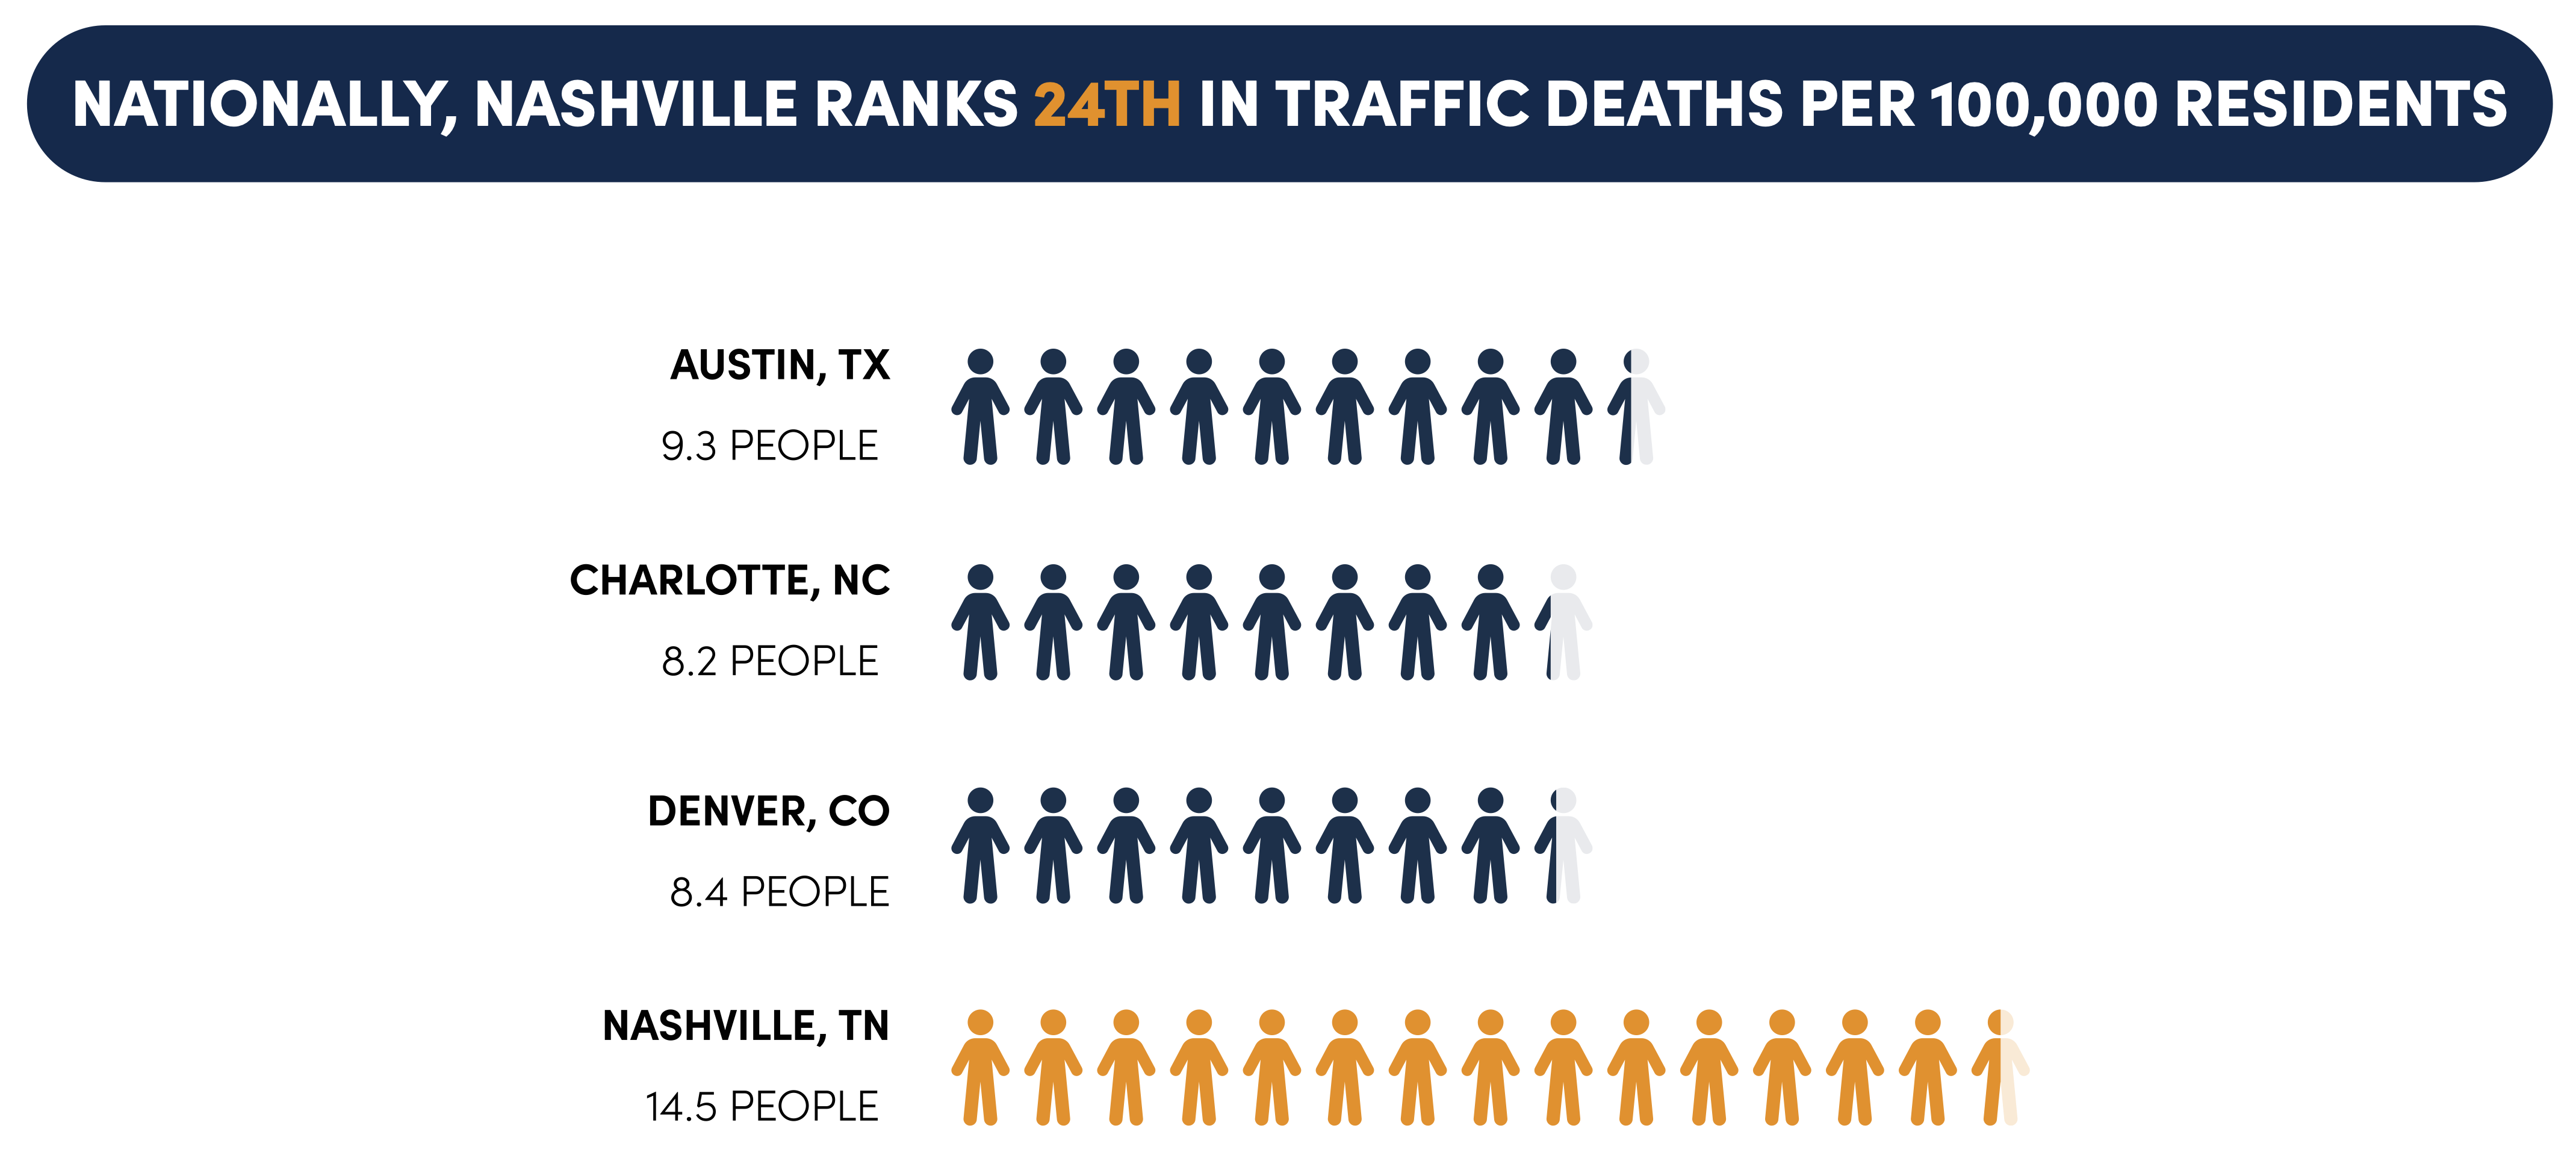 NATIONALLY, NASHVILLE RANKS 24TH IN TRAFFIC DEATHS PER 100,000 RESIDENTS
AUSTIN, TX
9.3 PEOPLE
CHARLOTTE, NC
8.2 PEOPLE
DENVER, CO
8.4 PEOPLE
NASHVILLE, TN
14.5 PEOPLE